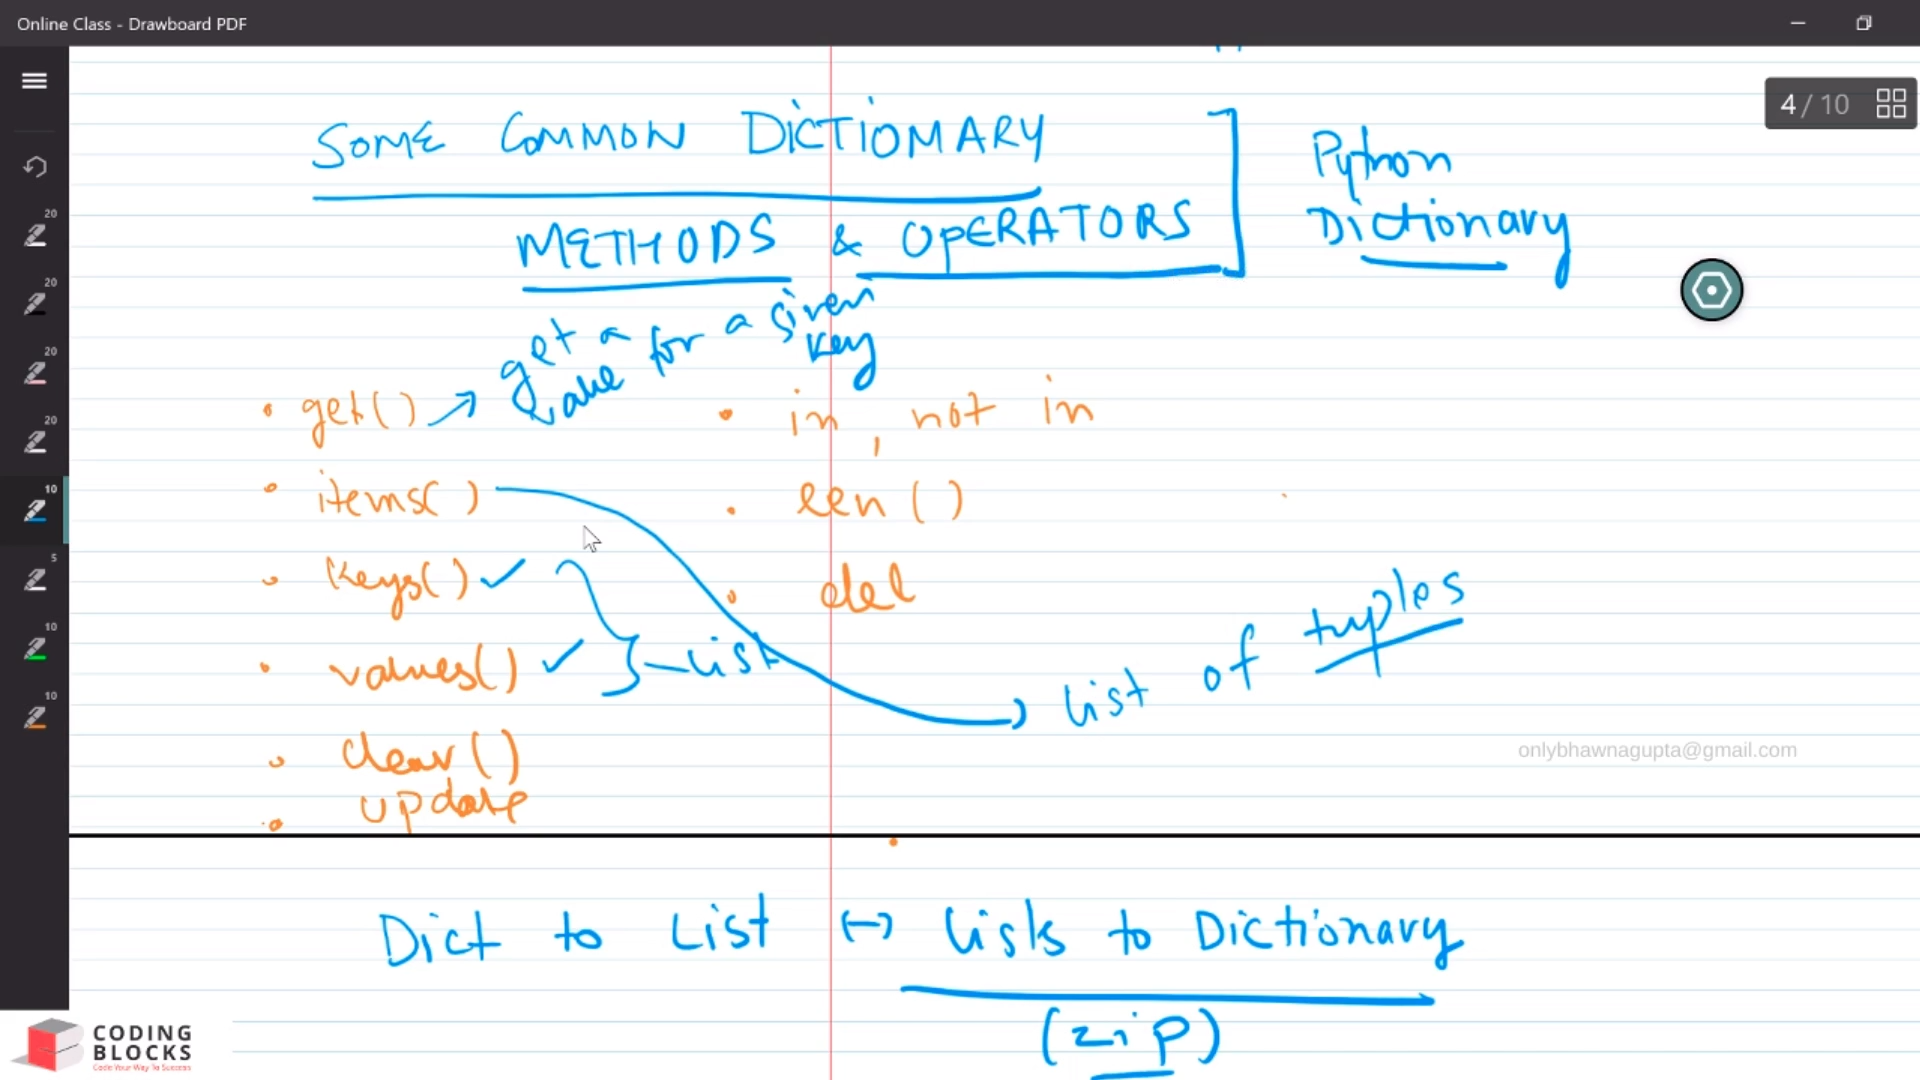 Online Class - Drawboard PDF
4 / 10
SOME COMMON DICTIOMARY
METHODS & OPERATORS
Python
Dictionary
get a value for a given key
• get()
• in, not in
• items()
• len()
• keys()
• del
• values()
list
list of tuples
• clear()
• update
onlybhawnagupta@gmail.com
Dict to List ↔ Lists to Dictionary
(zip)
20
20
20
20
10
5
10
10
CODING
BLOCKS
Code Your Way To Success